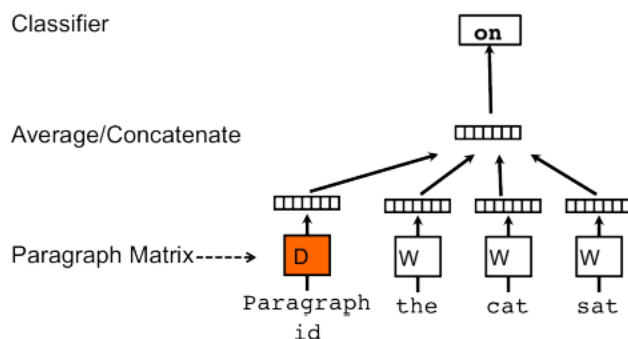 Classifier
on
Average/Concatenate
Paragraph Matrix
D
W
W
W
Paragraph
id
the
cat
sat